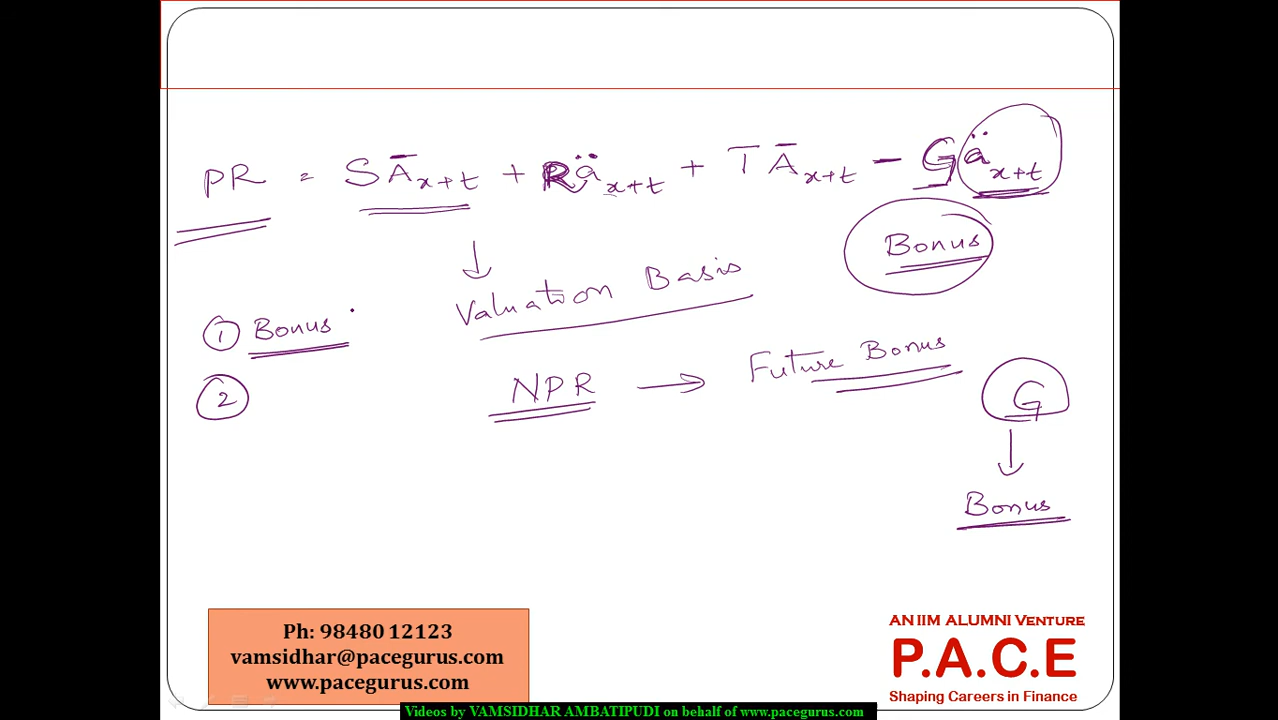 PR = SĀx+t + Räx+t + TĀx+t - Gäx+t
Bonus
Valuation Basis
① Bonus
NPR → Future Bonus
②
G
Bonus
Ph: 98480 12123
vamsidhar@pacegurus.com
www.pacegurus.com
AN IIM ALUMNI VENTURE
P.A.C.E
Shaping Careers in Finance
Videos by VAMSIDHAR AMBATIPUDI on behalf of www.pacegurus.com